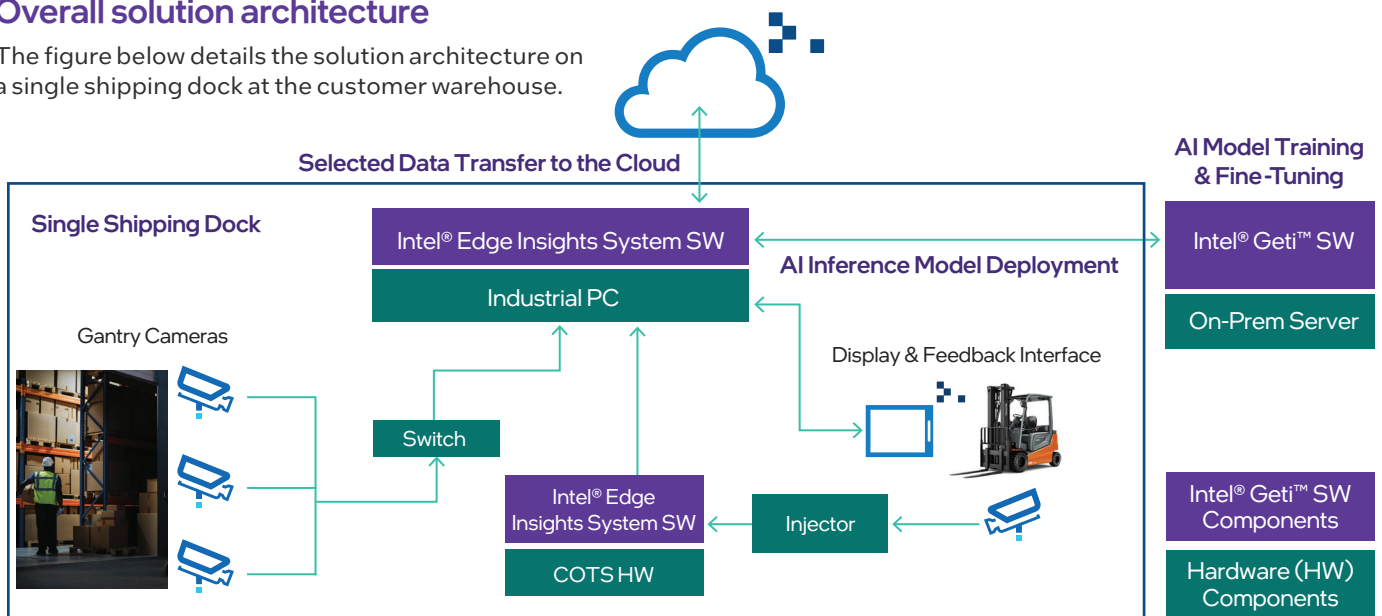 Overall solution architecture
The figure below details the solution architecture on
a single shipping dock at the customer warehouse.
Selected Data Transfer to the Cloud
AI Model Training
& Fine-Tuning
Single Shipping Dock
Intel® Edge Insights System SW
Intel® Geti™ SW
AI Inference Model Deployment
Industrial PC
On-Prem Server
Gantry Cameras
Display & Feedback Interface
Switch
Intel® Edge
Insights System SW
Injector
COTS HW
Intel® Geti™ SW
Components
Hardware (HW)
Components